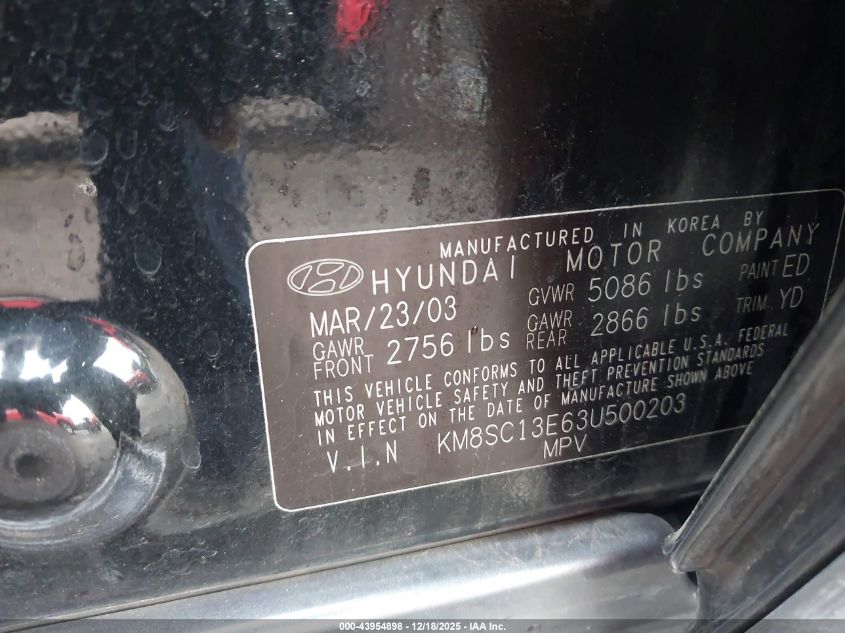 MANUFACTURED IN KOREA BY
HYUNDAI MOTOR COMPANY
MAR/23/03 GVWR 5086 lbs PAINT ED
GAWR FRONT 2756 lbs GAWR REAR 2866 lbs TRIM YD
THIS VEHICLE CONFORMS TO ALL APPLICABLE U.S.A. FEDERAL
MOTOR VEHICLE SAFETY AND THEFT PREVENTION STANDARDS
IN EFFECT ON THE DATE OF MANUFACTURE SHOWN ABOVE
V.I.N KM8SC13E63U500203
MPV
000-43954898 - 12/18/2025 - IAA Inc.